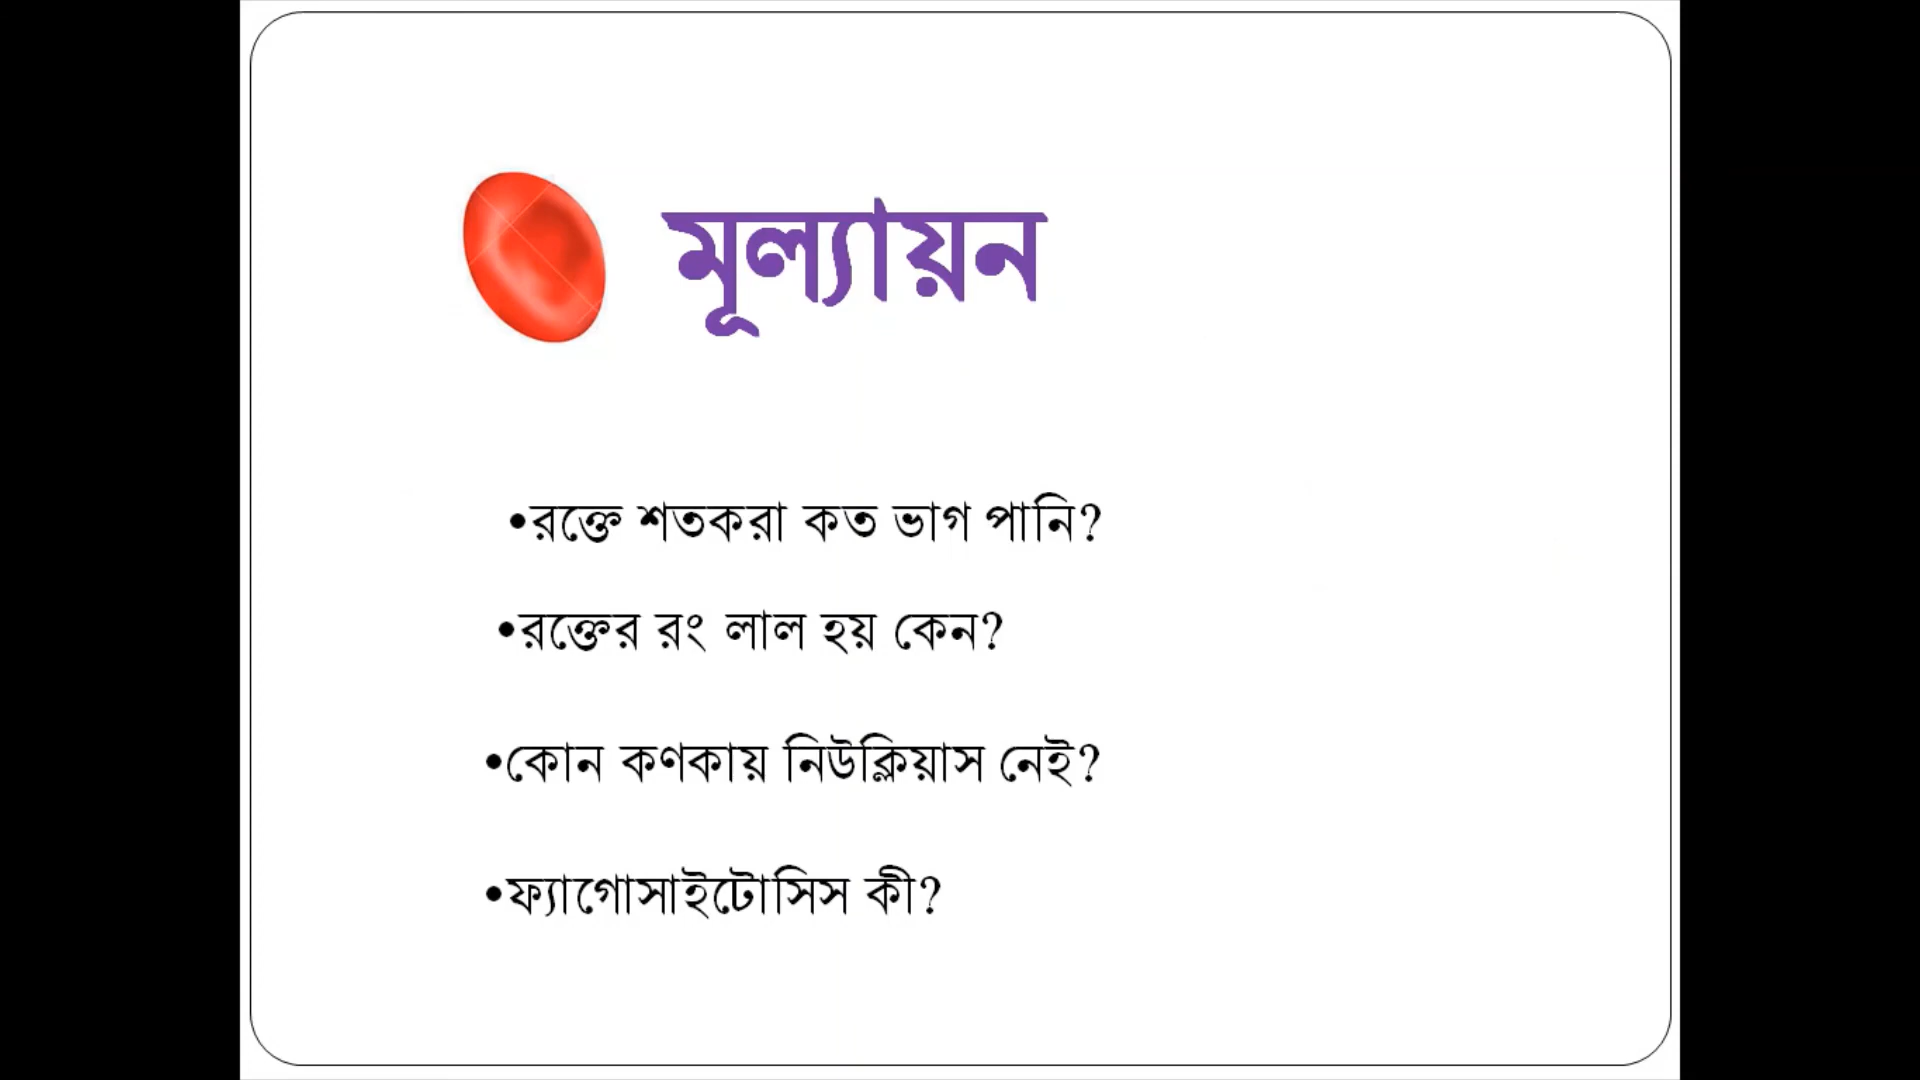 মূল্যায়ন
•রক্তে শতকরা কত ভাগ পানি?
•রক্তের রং লাল হয় কেন?
•কোন কণকায় নিউক্লিয়াস নেই?
•ফ্যাগোসাইটোসিস কী?